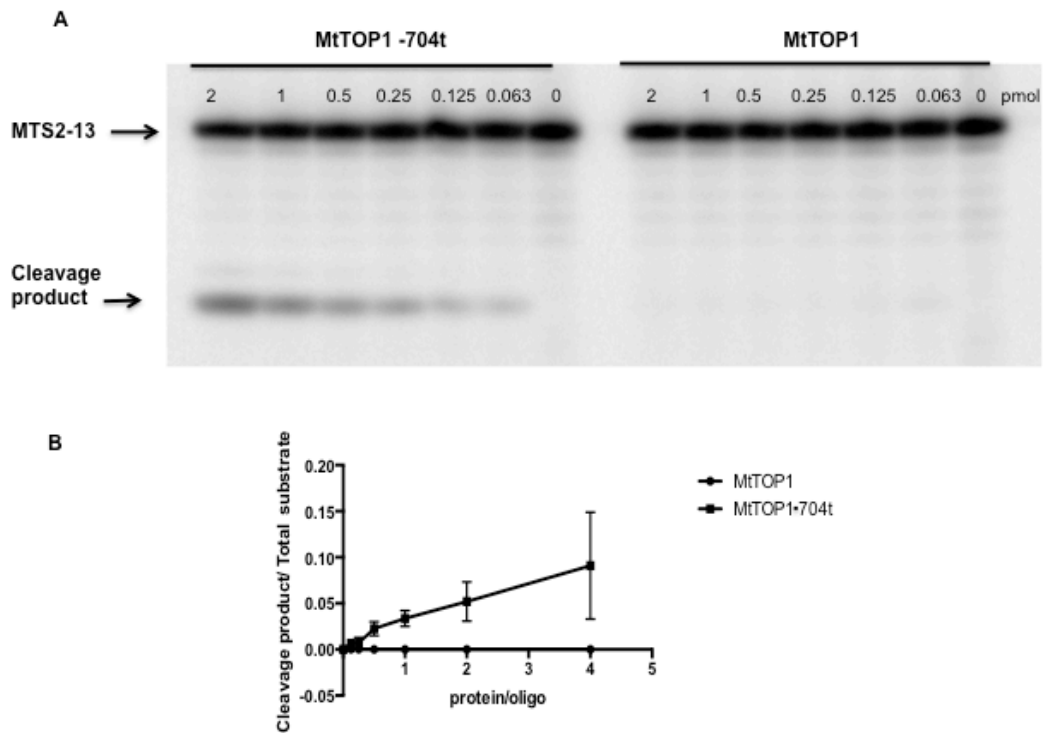 A
MtTOP1 -704t
MtTOP1
2 1 0.5 0.25 0.125 0.063 0
2 1 0.5 0.25 0.125 0.063 0 pmol
MTS2-13
Cleavage
product
B
Cleavage product/ Total substrate
0.20
0.15
0.10
0.05
0.00
-0.05
1 2 3 4 5
protein/oligo
MtTOP1
MtTOP1•704t